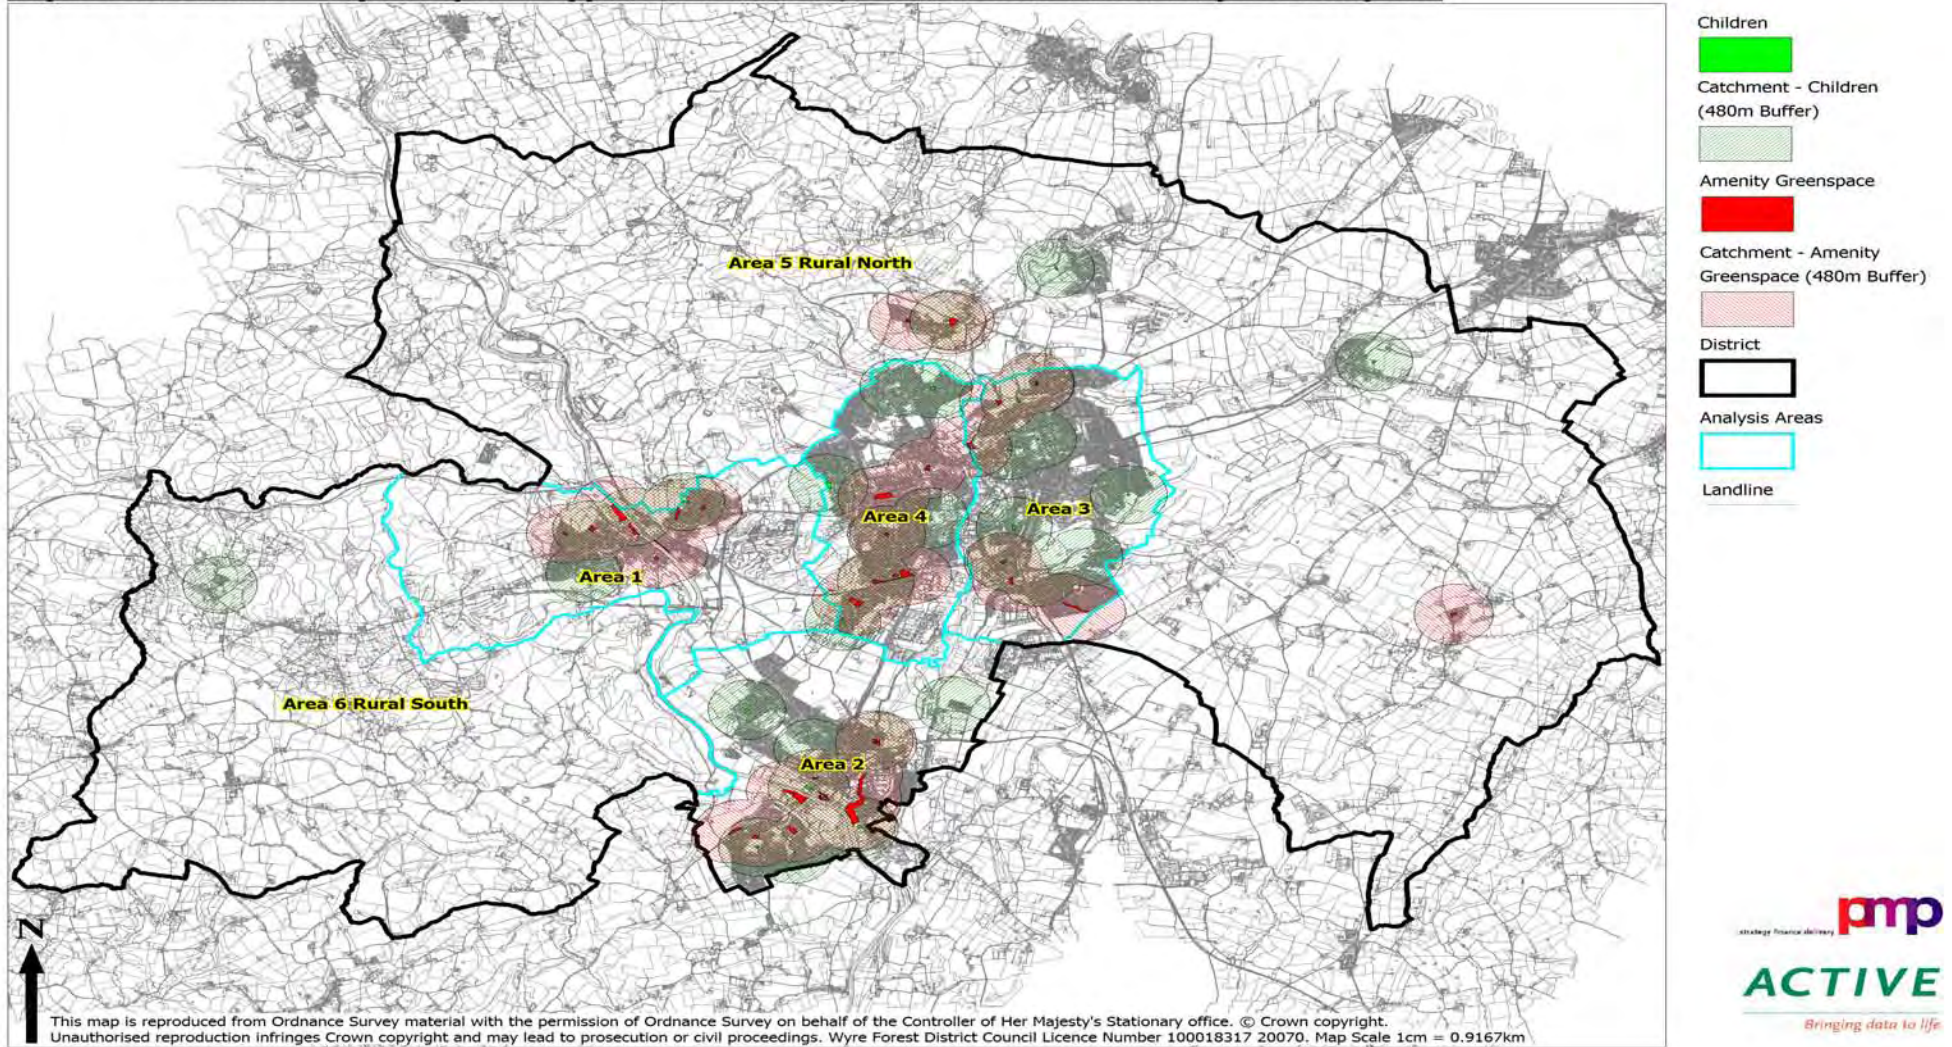 Children
Catchment - Children
(480m Buffer)
Amenity Greenspace
Catchment - Amenity
Greenspace (480m Buffer)
District
Analysis Areas
Landline
Area 5 Rural North
Area 4
Area 3
Area 1
Area 6 Rural South
Area 2
N
This map is reproduced from Ordnance Survey material with the permission of Ordnance Survey on behalf of the Controller of Her Majesty's Stationary office. © Crown copyright.
Unauthorised reproduction infringes Crown copyright and may lead to prosecution or civil proceedings. Wyre Forest District Council Licence Number 100018317 20070. Map Scale 1cm = 0.9167km
strategy finance delivery pmp
ACTIVE
Bringing data to life